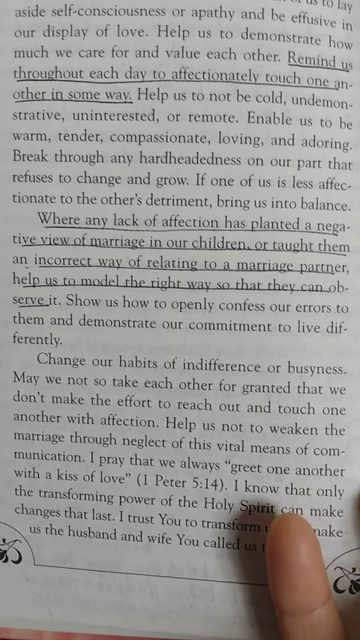 us to lay
aside self-consciousness or apathy and be effusive in
our display of love. Help us to demonstrate how
much we care for and value each other. Remind us
throughout each day to affectionately touch one an-
other in some way. Help us to not be cold, undemon-
strative, uninterested, or remote. Enable us to be
warm, tender, compassionate, loving, and adoring.
Break through any hardheadedness on our part that
refuses to change and grow. If one of us is less affec-
tionate to the other's detriment, bring us into balance.
Where any lack of affection has planted a nega-
tive view of marriage in our children, or taught them
an incorrect way of relating to a marriage partner,
help us to model the right way so that they can ob-
serve it. Show us how to openly confess our errors to
them and demonstrate our commitment to live dif-
ferently.
Change our habits of indifference or busyness.
May we not so take each other for granted that we
don't make the effort to reach out and touch one
another with affection. Help us not to weaken the
marriage through neglect of this vital means of com-
munication. I pray that we always "greet one another
with a kiss of love" (1 Peter 5:14). I know that only
the transforming power of the Holy Spirit can make
changes that last. I trust You to transform make
us the husband and wife You called us